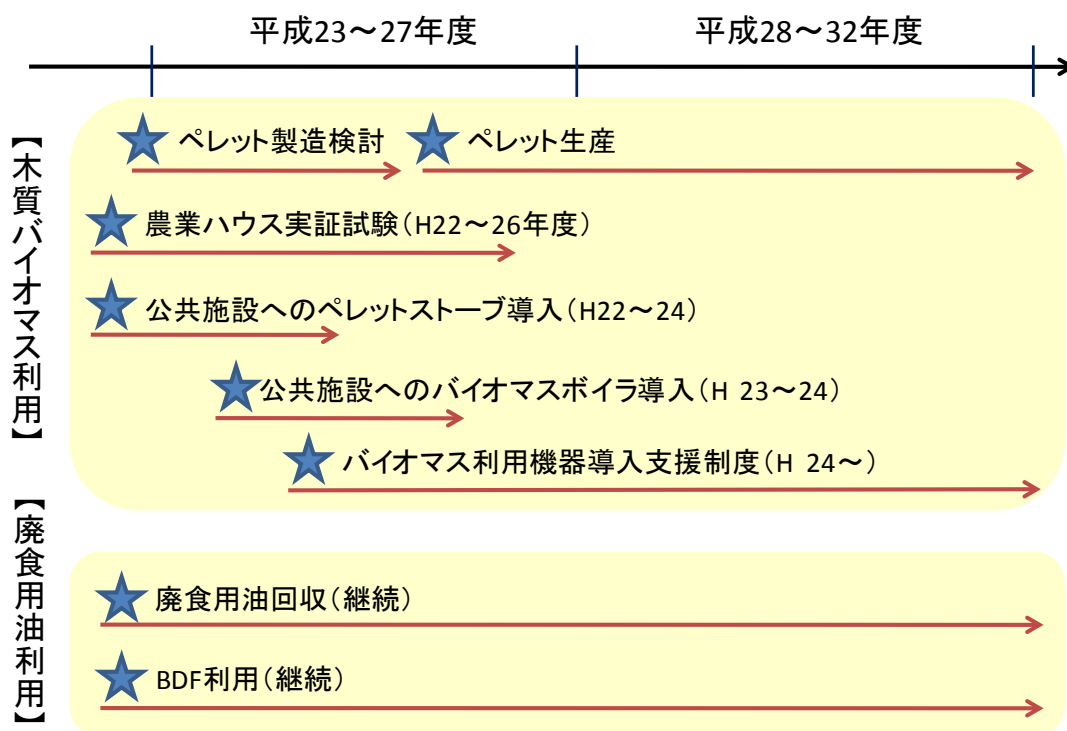 平成23～27年度
平成28～32年度
【木質バイオマス利用】
ペレット製造検討
ペレット生産
農業ハウス実証試験(H22～26年度)
公共施設へのペレットストーブ導入(H22～24)
公共施設へのバイオマスボイラ導入(H 23～24)
バイオマス利用機器導入支援制度(H 24～)
【廃食用油利用】
廃食用油回収(継続)
BDF利用(継続)